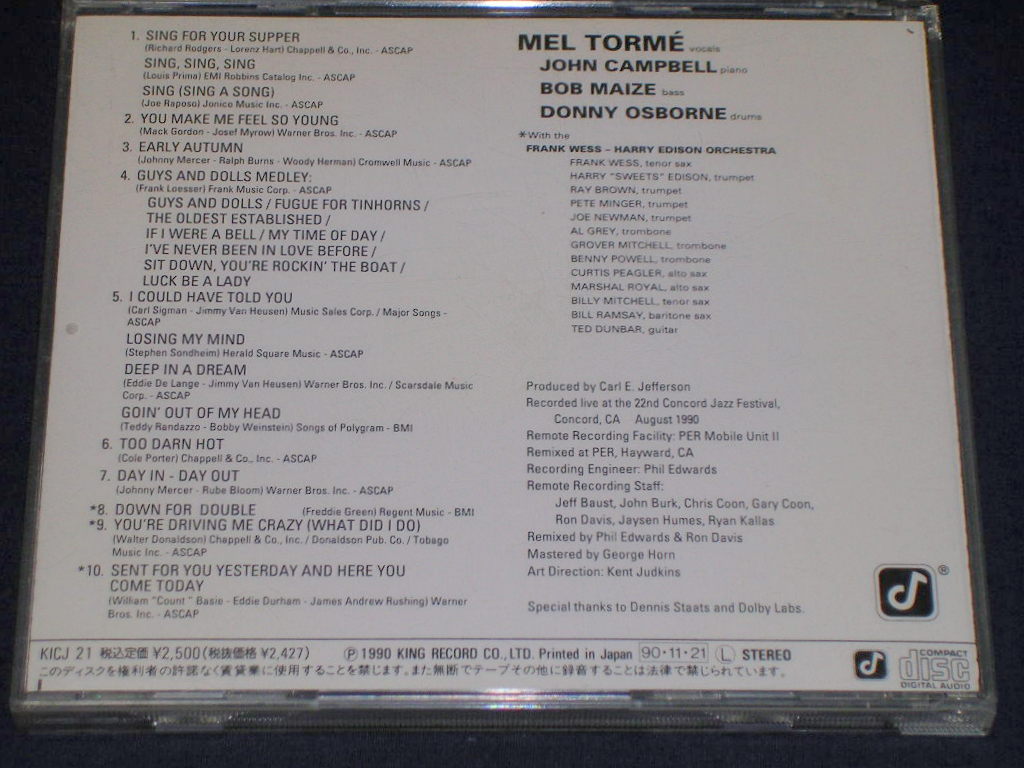 1. SING FOR YOUR SUPPER
(Richard Rodgers - Lorenz Hart) Chappell & Co., Inc. - ASCAP
SING, SING, SING
(Louis Prima) EMI Robbins Catalog Inc. - ASCAP
SING (SING A SONG)
(Joe Raposo) Jonico Music Inc. - ASCAP
2. YOU MAKE ME FEEL SO YOUNG
(Mack Gordon - Josef Myrow) Warner Bros. Inc. - ASCAP
3. EARLY AUTUMN
(Johnny Mercer - Ralph Burns - Woody Herman) Cromwell Music - ASCAP
4. GUYS AND DOLLS MEDLEY:
(Frank Loesser) Frank Music Corp. - ASCAP
GUYS AND DOLLS / FUGUE FOR TINHORNS /
THE OLDEST ESTABLISHED /
IF I WERE A BELL / MY TIME OF DAY /
I'VE NEVER BEEN IN LOVE BEFORE /
SIT DOWN, YOU'RE ROCKIN' THE BOAT /
LUCK BE A LADY
5. I COULD HAVE TOLD YOU
(Carl Sigman - Jimmy Van Heusen) Music Sales Corp. / Major Songs -
ASCAP
LOSING MY MIND
(Stephen Sondheim) Herald Square Music - ASCAP
DEEP IN A DREAM
(Eddie De Lange - Jimmy Van Heusen) Warner Bros. Inc. / Scarsdale Music
Corp. - ASCAP
GOIN' OUT OF MY HEAD
(Teddy Randazzo - Bobby Weinstein) Songs of Polygram - BMI
6. TOO DARN HOT
(Cole Porter) Chappell & Co., Inc. - ASCAP
7. DAY IN - DAY OUT
(Johnny Mercer - Rube Bloom) Warner Bros. Inc. - ASCAP
*8. DOWN FOR DOUBLE (Freddie Green) Regent Music - BMI
*9. YOU'RE DRIVING ME CRAZY (WHAT DID I DO)
(Walter Donaldson) Chappell & Co., Inc. / Donaldson Pub. Co. / Tobago
Music Inc. - ASCAP
*10. SENT FOR YOU YESTERDAY AND HERE YOU
COME TODAY
(William "Count" Basie - Eddie Durham - James Andrew Rushing) Warner
Bros. Inc. - ASCAP
MEL TORMÉ vocals
JOHN CAMPBELL piano
BOB MAIZE bass
DONNY OSBORNE drums
*With the
FRANK WESS – HARRY EDISON ORCHESTRA
FRANK WESS, tenor sax
HARRY "SWEETS" EDISON, trumpet
RAY BROWN, trumpet
PETE MINGER, trumpet
JOE NEWMAN, trumpet
AL GREY, trombone
GROVER MITCHELL, trombone
BENNY POWELL, trombone
CURTIS PEAGLER, alto sax
MARSHAL ROYAL, alto sax
BILLY MITCHELL, tenor sax
BILL RAMSAY, baritone sax
TED DUNBAR, guitar
Produced by Carl E. Jefferson
Recorded live at the 22nd Concord Jazz Festival,
Concord, CA August 1990
Remote Recording Facility: PER Mobile Unit II
Remixed at PER, Hayward, CA
Recording Engineer: Phil Edwards
Remote Recording Staff:
Jeff Baust, John Burk, Chris Coon, Gary Coon,
Ron Davis, Jaysen Humes, Ryan Kallas
Remixed by Phil Edwards & Ron Davis
Mastered by George Horn
Art Direction: Kent Judkins
Special thanks to Dennis Staats and Dolby Labs.
®
KICJ 21 税込定価¥2,500(税抜価格¥2,427) Ⓟ1990 KING RECORD CO., LTD. Printed in Japan 90・11・21 Ⓛ STEREO
このディスクを権利者の許諾なく賃貸業に使用することを禁じます。また無断でテープその他に録音することは法律で禁じられています。
COMPACT
disc
DIGITAL AUDIO